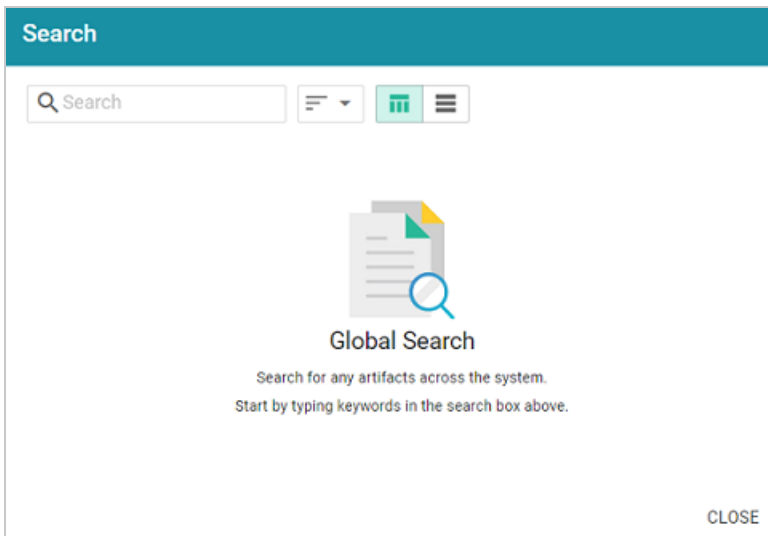 Search
Search
Global Search
Search for any artifacts across the system.
Start by typing keywords in the search box above.
CLOSE